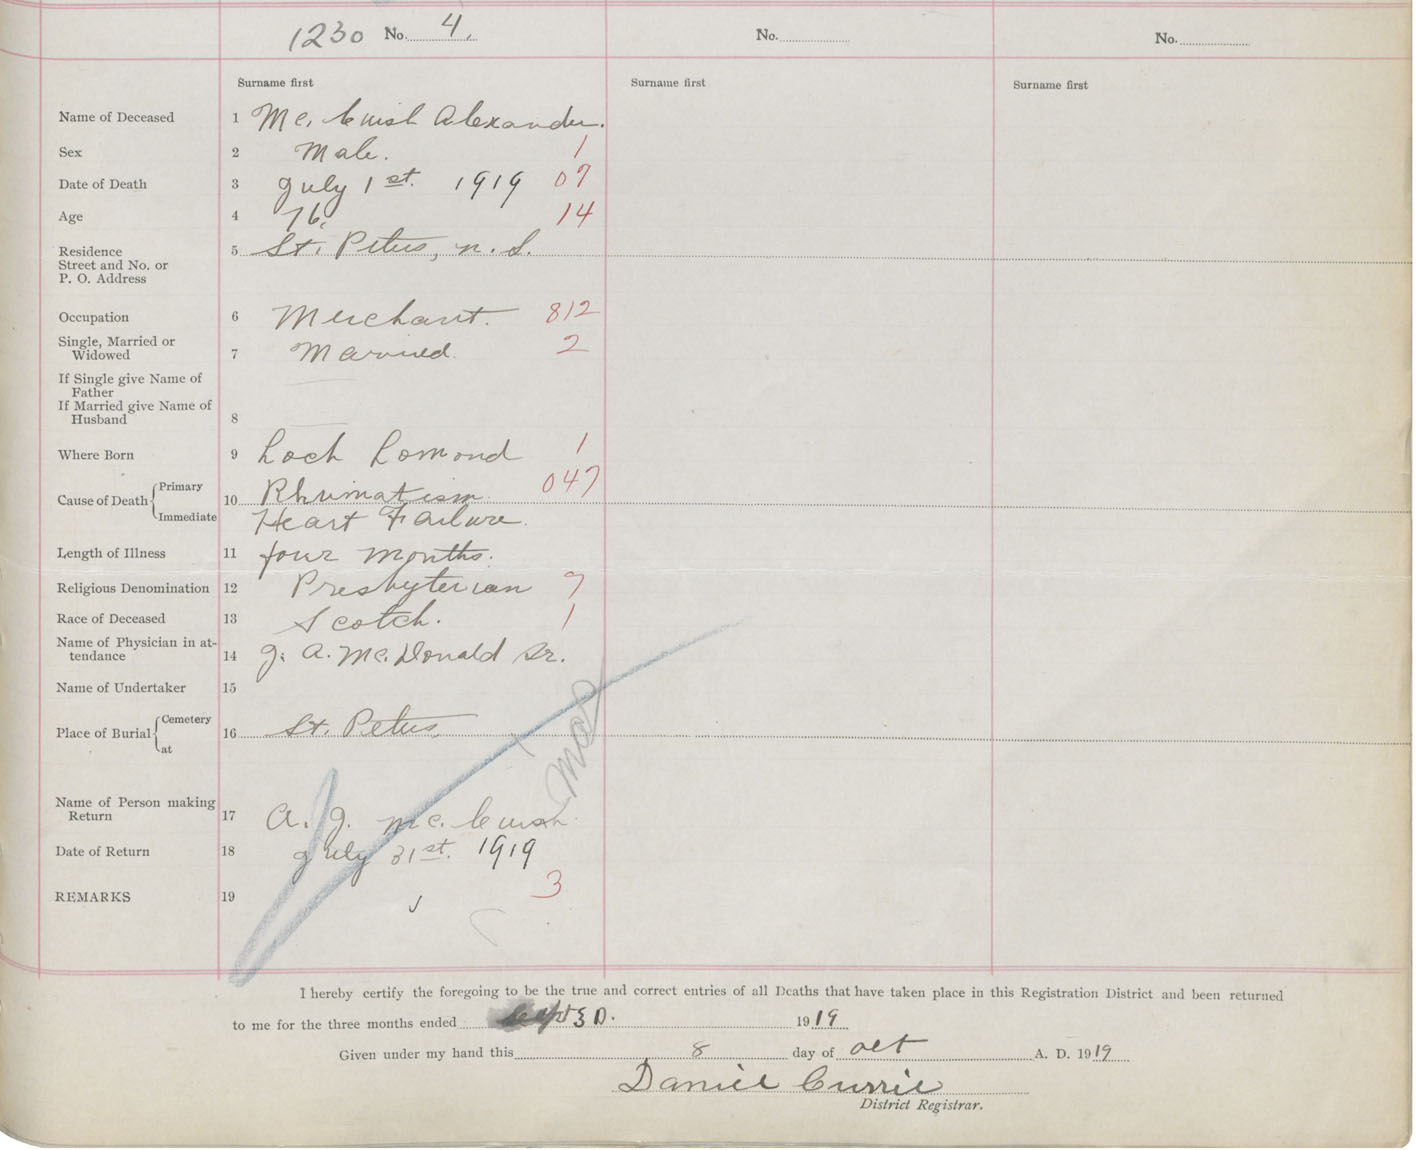 1230 No. 4. No. No.
Surname first Surname first Surname first
Name of Deceased 1 Mc. Cuish Alexander.
Sex 2 Male. 1
Date of Death 3 July 1st. 1919 07
Age 4 76. 14
Residence 5 St. Peters, N. S.
Street and No. or
P. O. Address
Occupation 6 Merchant. 812
Single, Married or
Widowed 7 Married. 2
If Single give Name of
Father
If Married give Name of
Husband 8
Where Born 9 Loch Lomond 1
Cause of Death Primary 10 Rhumatism. 047
Immediate Heart Failure.
Length of Illness 11 four months.
Religious Denomination 12 Presbyterian 7
Race of Deceased 13 Scotch. 1
Name of Physician in at-
tendance 14 J. A. Mc. Donald Dr.
Name of Undertaker 15
Place of Burial Cemetery 16 St. Peters
at
Name of Person making
Return 17 A. J. Mc. Cuish.
Date of Return 18 July 31st. 1919
REMARKS 19 3
I hereby certify the foregoing to be the true and correct entries of all Deaths that have taken place in this Registration District and been returned
to me for the three months ended Sept 30. 1919
Given under my hand this 8 day of Oct A. D. 1919
Daniel Currie
District Registrar.